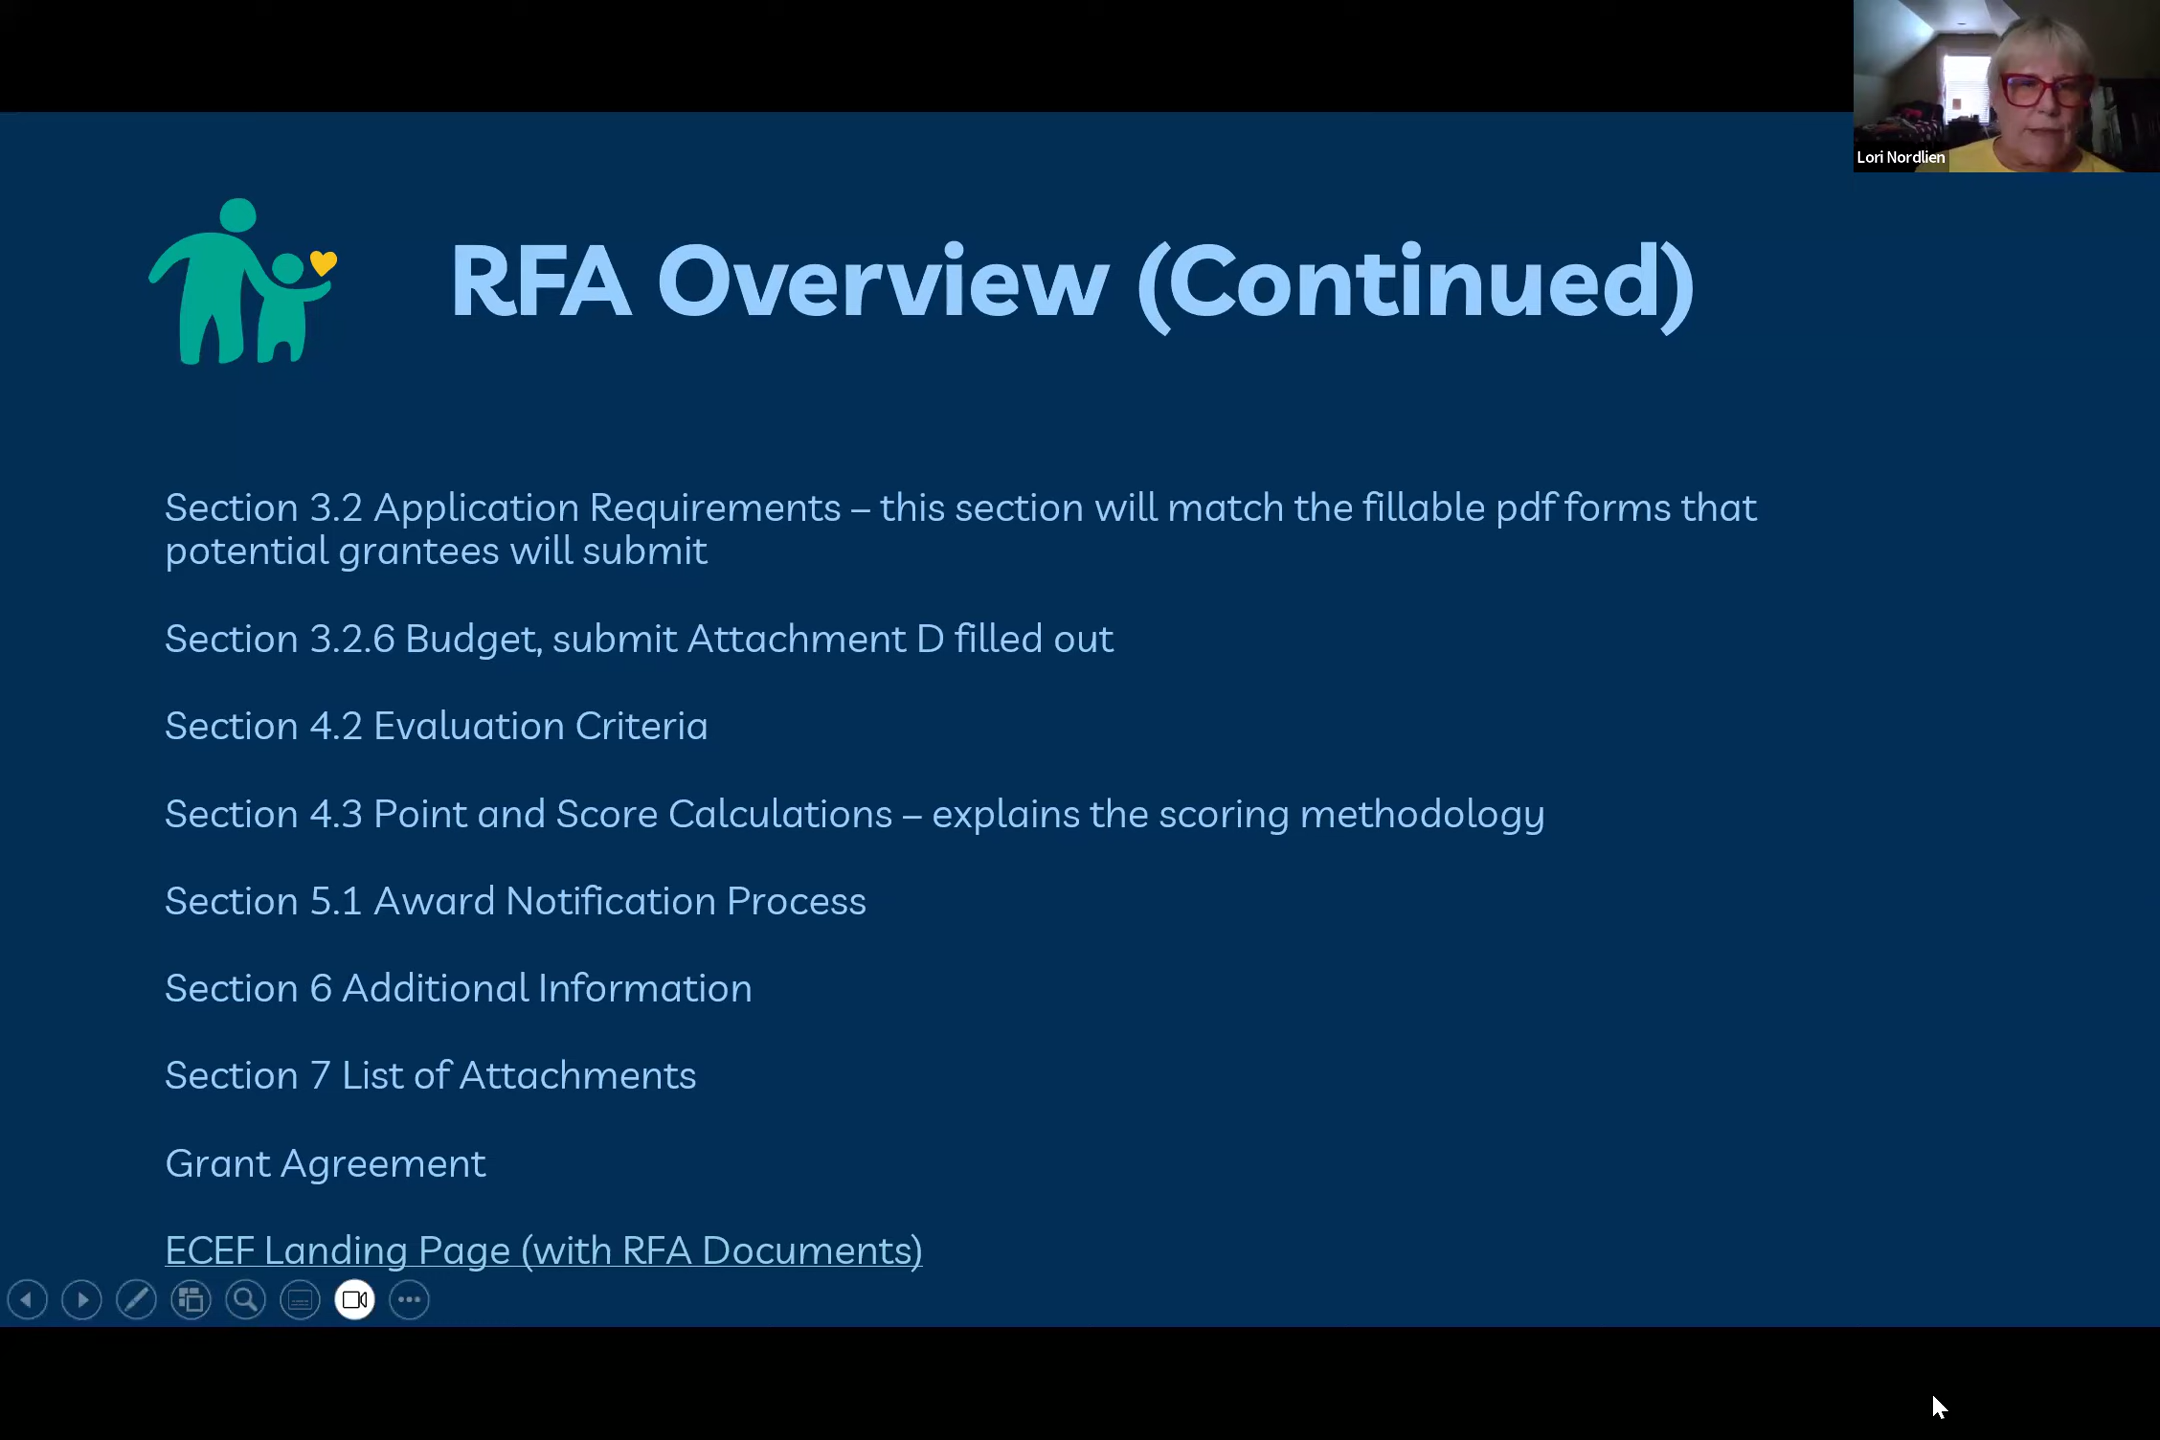 Lori Nordlien
RFA Overview (Continued)
Section 3.2 Application Requirements – this section will match the fillable pdf forms that
potential grantees will submit
Section 3.2.6 Budget, submit Attachment D filled out
Section 4.2 Evaluation Criteria
Section 4.3 Point and Score Calculations – explains the scoring methodology
Section 5.1 Award Notification Process
Section 6 Additional Information
Section 7 List of Attachments
Grant Agreement
ECEF Landing Page (with RFA Documents)